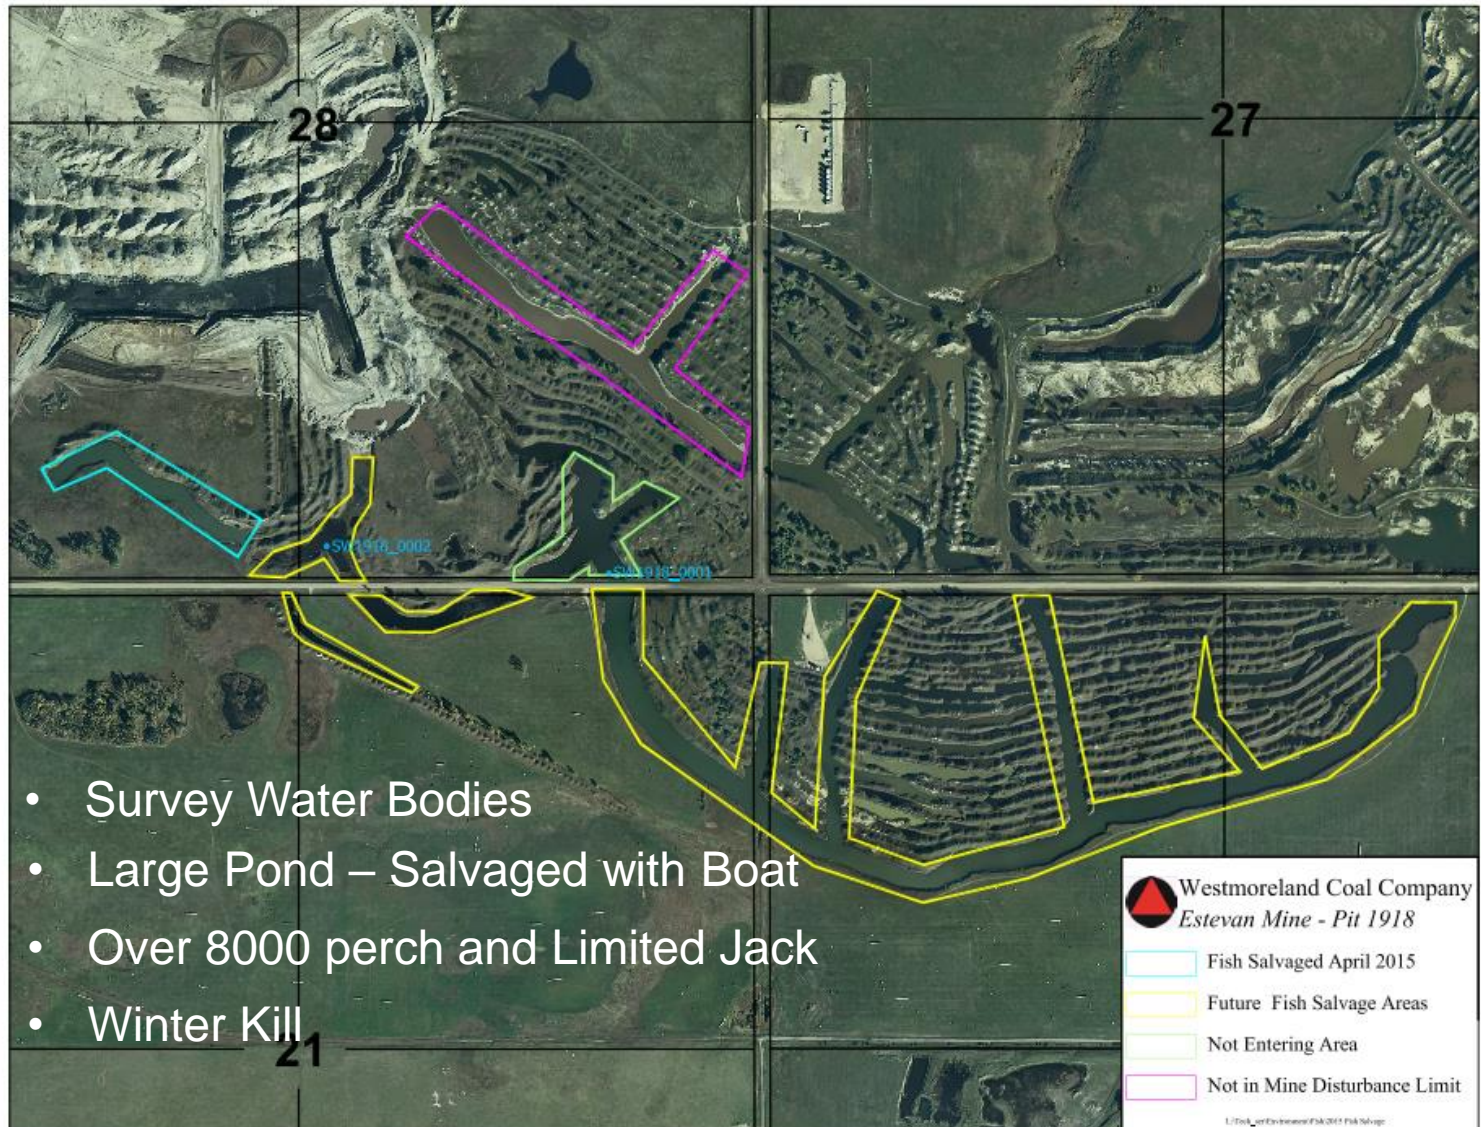 28
27
SW1918_0002
SW1918_0001
• Survey Water Bodies
• Large Pond – Salvaged with Boat
• Over 8000 perch and Limited Jack
• Winter Kill
21
Westmoreland Coal Company
Estevan Mine - Pit 1918
Fish Salvaged April 2015
Future Fish Salvage Areas
Not Entering Area
Not in Mine Disturbance Limit